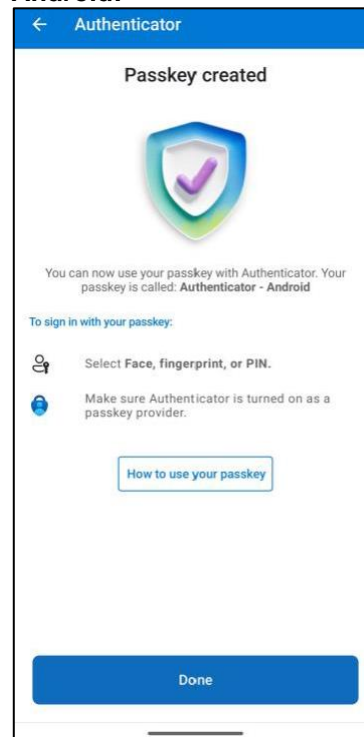 Android.
Authenticator
Passkey created
You can now use your passkey with Authenticator. Your
passkey is called: Authenticator - Android
To sign in with your passkey:
Select Face, fingerprint, or PIN.
Make sure Authenticator is turned on as a
passkey provider.
How to use your passkey
Done